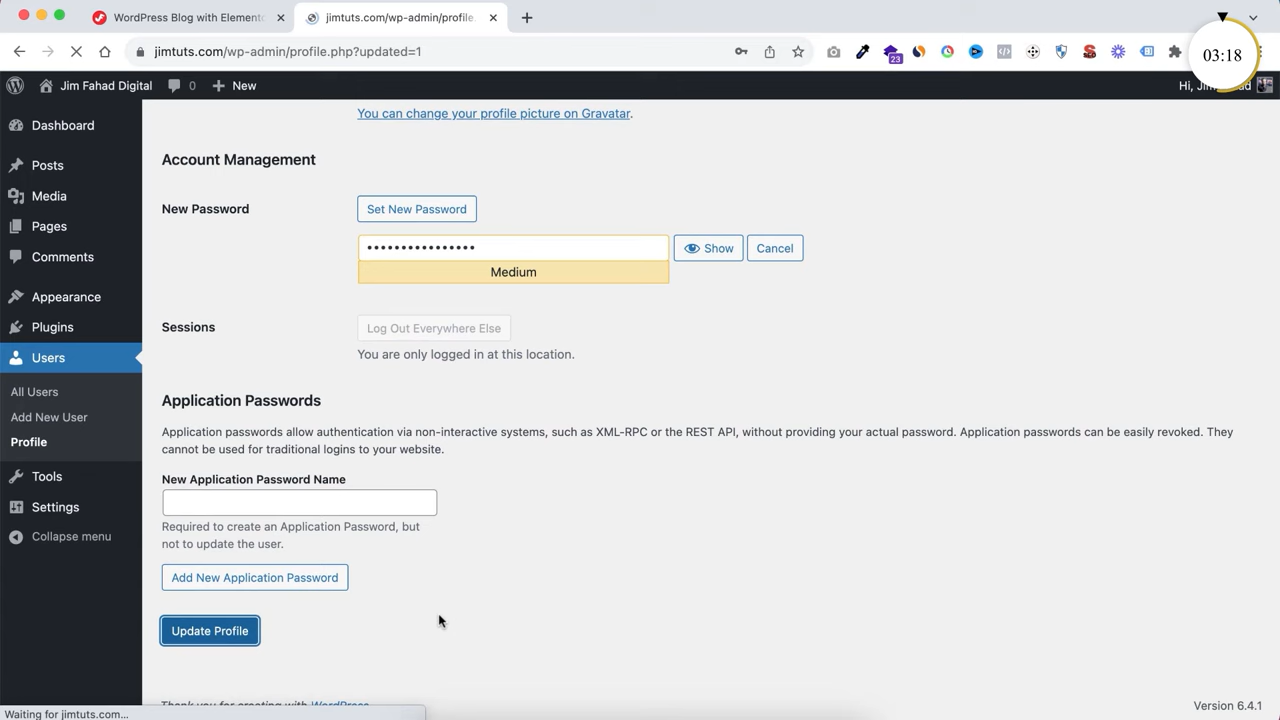 WordPress Blog with Elemento
jimtuts.com/wp-admin/profile.
jimtuts.com/wp-admin/profile.php?updated=1
23
03:18
Jim Fahad Digital
0
New
Hi, Jim Fahad
Dashboard
Posts
Media
Pages
Comments
Appearance
Plugins
Users
All Users
Add New User
Profile
Tools
Settings
Collapse menu
You can change your profile picture on Gravatar.
Account Management
New Password
Set New Password
••••••••••••••••
Show
Cancel
Medium
Sessions
Log Out Everywhere Else
You are only logged in at this location.
Application Passwords
Application passwords allow authentication via non-interactive systems, such as XML-RPC or the REST API, without providing your actual password. Application passwords can be easily revoked. They
cannot be used for traditional logins to your website.
New Application Password Name
Required to create an Application Password, but
not to update the user.
Add New Application Password
Update Profile
Thank you for creating with WordPress.
Version 6.4.1
Waiting for jimtuts.com...